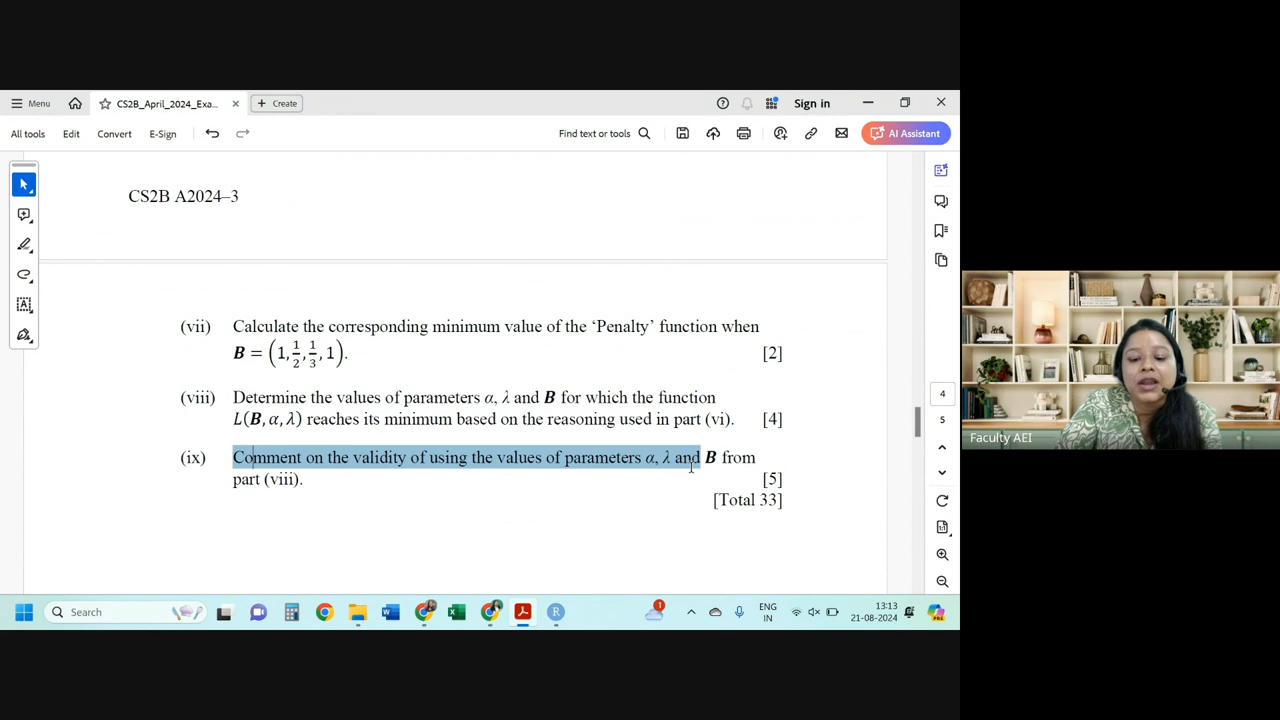 Menu
CS2B_April_2024_Exa...
Create
Sign in
All tools
Edit
Convert
E-Sign
Find text or tools
AI Assistant
CS2B A2024–3
(vii) Calculate the corresponding minimum value of the ‘Penalty’ function when
B = (1, 1/2, 1/3, 1). [2]
(viii) Determine the values of parameters α, λ and B for which the function
L(B, α, λ) reaches its minimum based on the reasoning used in part (vi). [4]
(ix) Comment on the validity of using the values of parameters α, λ and B from
part (viii). [5]
[Total 33]
4
5
Faculty AEI
Search
1
ENG
IN
13:13
21-08-2024